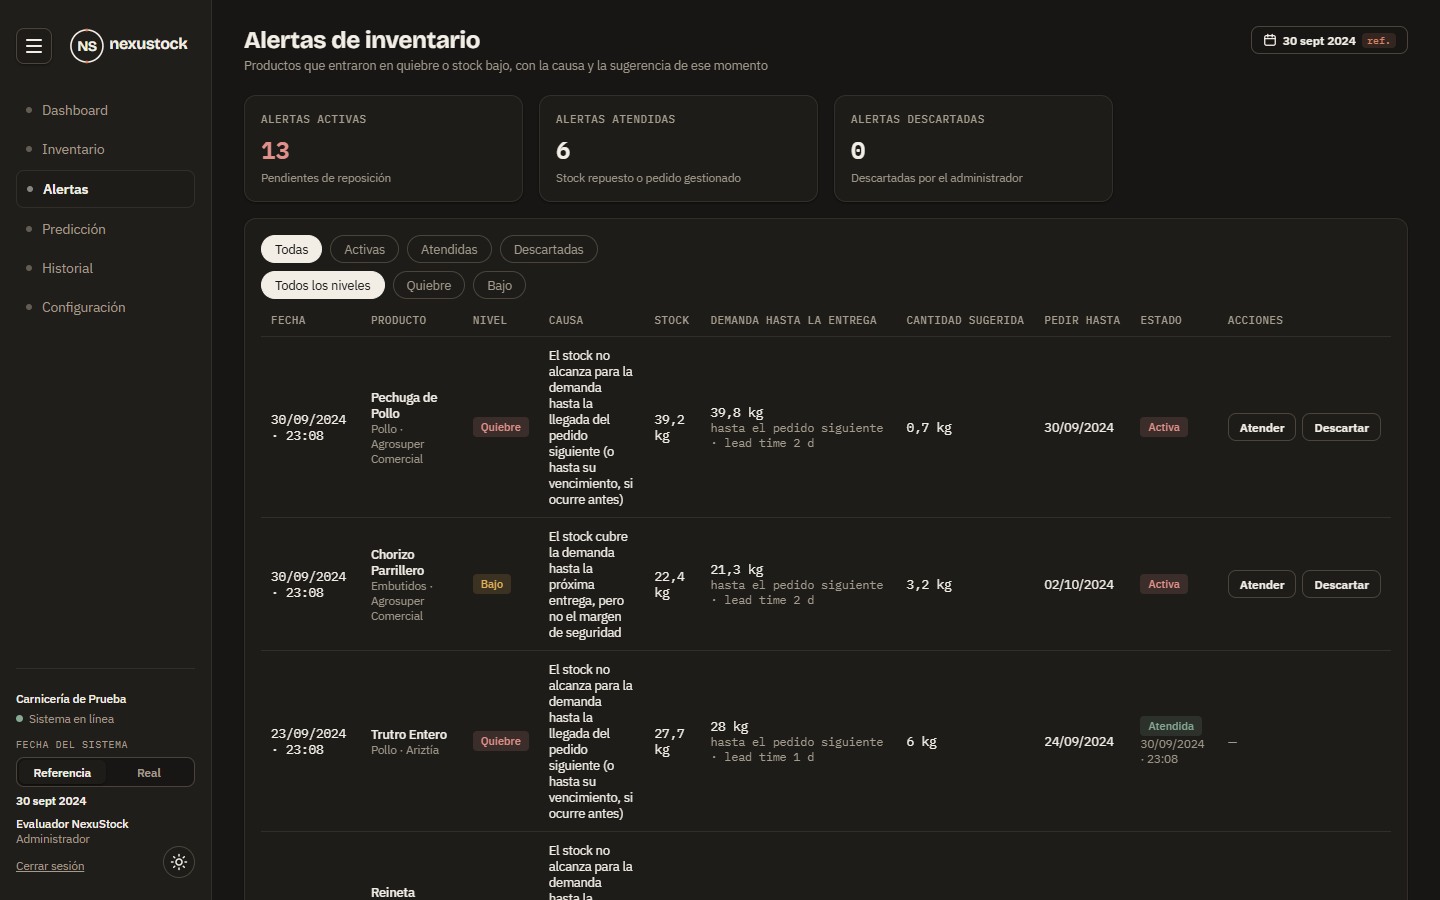 NS nexustock
Dashboard
Inventario
Alertas
Predicción
Historial
Configuración
Carnicería de Prueba
Sistema en línea
FECHA DEL SISTEMA
Referencia Real
30 sept 2024
Evaluador NexuStock
Administrador
Cerrar sesión
Alertas de inventario
Productos que entraron en quiebre o stock bajo, con la causa y la sugerencia de ese momento
30 sept 2024 ref.
ALERTAS ACTIVAS
13
Pendientes de reposición
ALERTAS ATENDIDAS
6
Stock repuesto o pedido gestionado
ALERTAS DESCARTADAS
0
Descartadas por el administrador
Todas Activas Atendidas Descartadas
Todos los niveles Quiebre Bajo
FECHA PRODUCTO NIVEL CAUSA STOCK DEMANDA HASTA LA ENTREGA CANTIDAD SUGERIDA PEDIR HASTA ESTADO ACCIONES
30/09/2024
· 23:08
Pechuga de
Pollo
Pollo ·
Agrosuper
Comercial
Quiebre
El stock no
alcanza para la
demanda
hasta la
llegada del
pedido
siguiente (o
hasta su
vencimiento, si
ocurre antes)
39,2
kg
39,8 kg
hasta el pedido siguiente
· lead time 2 d
0,7 kg
30/09/2024
Activa
Atender Descartar
30/09/2024
· 23:08
Chorizo
Parrillero
Embutidos ·
Agrosuper
Comercial
Bajo
El stock cubre
la demanda
hasta la
próxima
entrega, pero
no el margen
de seguridad
22,4
kg
21,3 kg
hasta el pedido siguiente
· lead time 2 d
3,2 kg
02/10/2024
Activa
Atender Descartar
23/09/2024
· 23:08
Trutro Entero
Pollo · Ariztía
Quiebre
El stock no
alcanza para la
demanda
hasta la
llegada del
pedido
siguiente (o
hasta su
vencimiento, si
ocurre antes)
27,7
kg
28 kg
hasta el pedido siguiente
· lead time 1 d
6 kg
24/09/2024
Atendida
30/09/2024
· 23:08
—
Reineta
El stock no
alcanza para la
demanda
hasta la